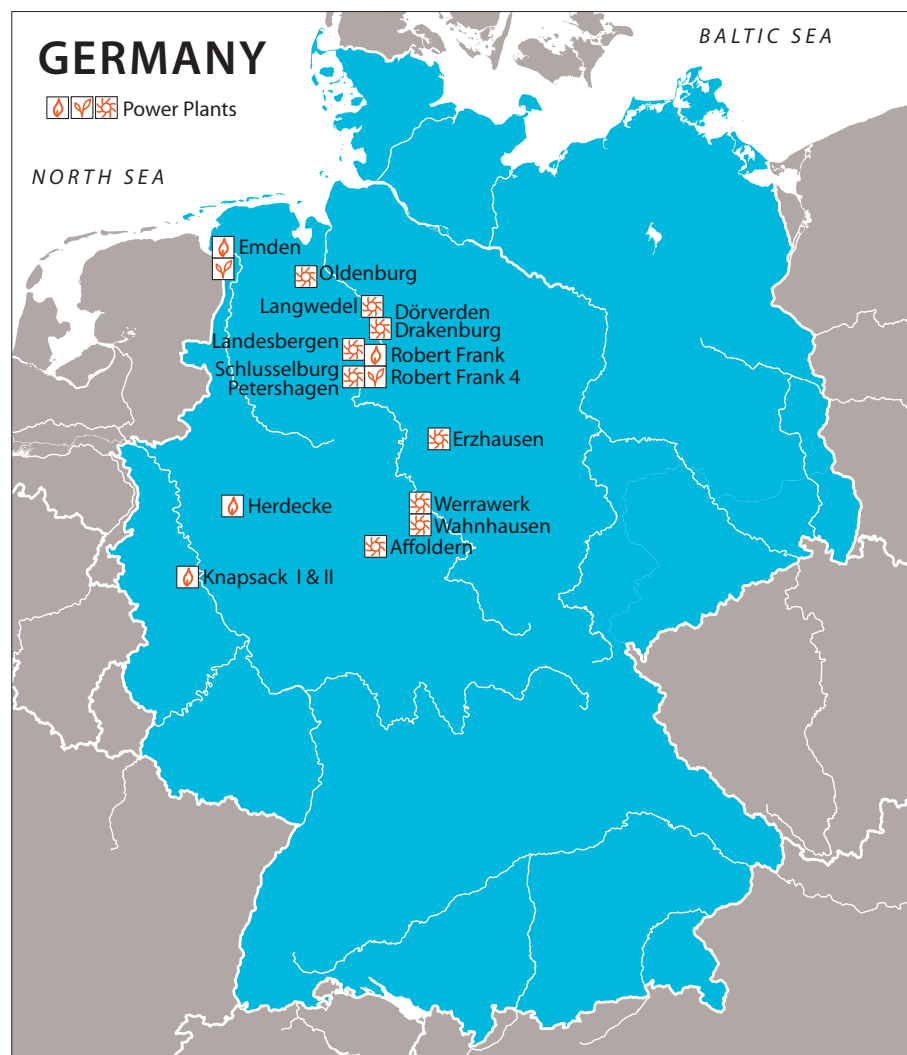 BALTIC SEA
GERMANY
Power Plants
NORTH SEA
Emden
Oldenburg
Langwedel
Dörverden
Drakenburg
Landesbergen
Robert Frank
Schlusselburg
Robert Frank 4
Petershagen
Erzhausen
Herdecke
Werrawerk
Wahnhausen
Affoldern
Knapsack I & II